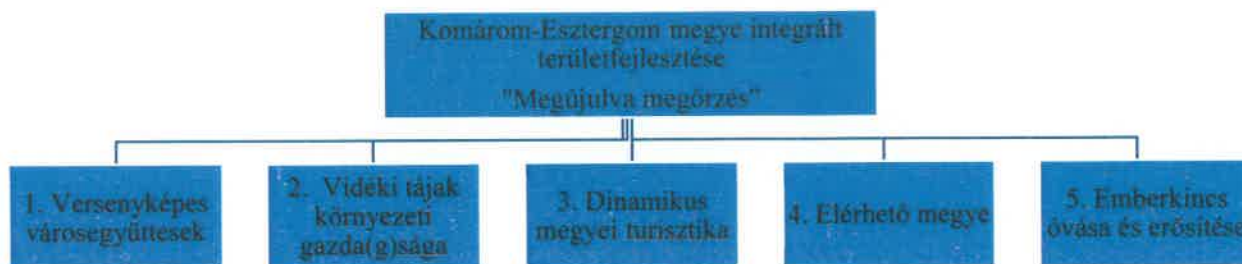 Komárom-Esztergom megye integrált
területfejlesztése
"Megújulva megőrzés"
1. Versenyképes
városegyüttesek
2. Vidéki tájak
környezeti
gazda(g)sága
3. Dinamikus
megyei turisztika
4. Elérhető megye
5. Emberkincs
óvása és erősítése